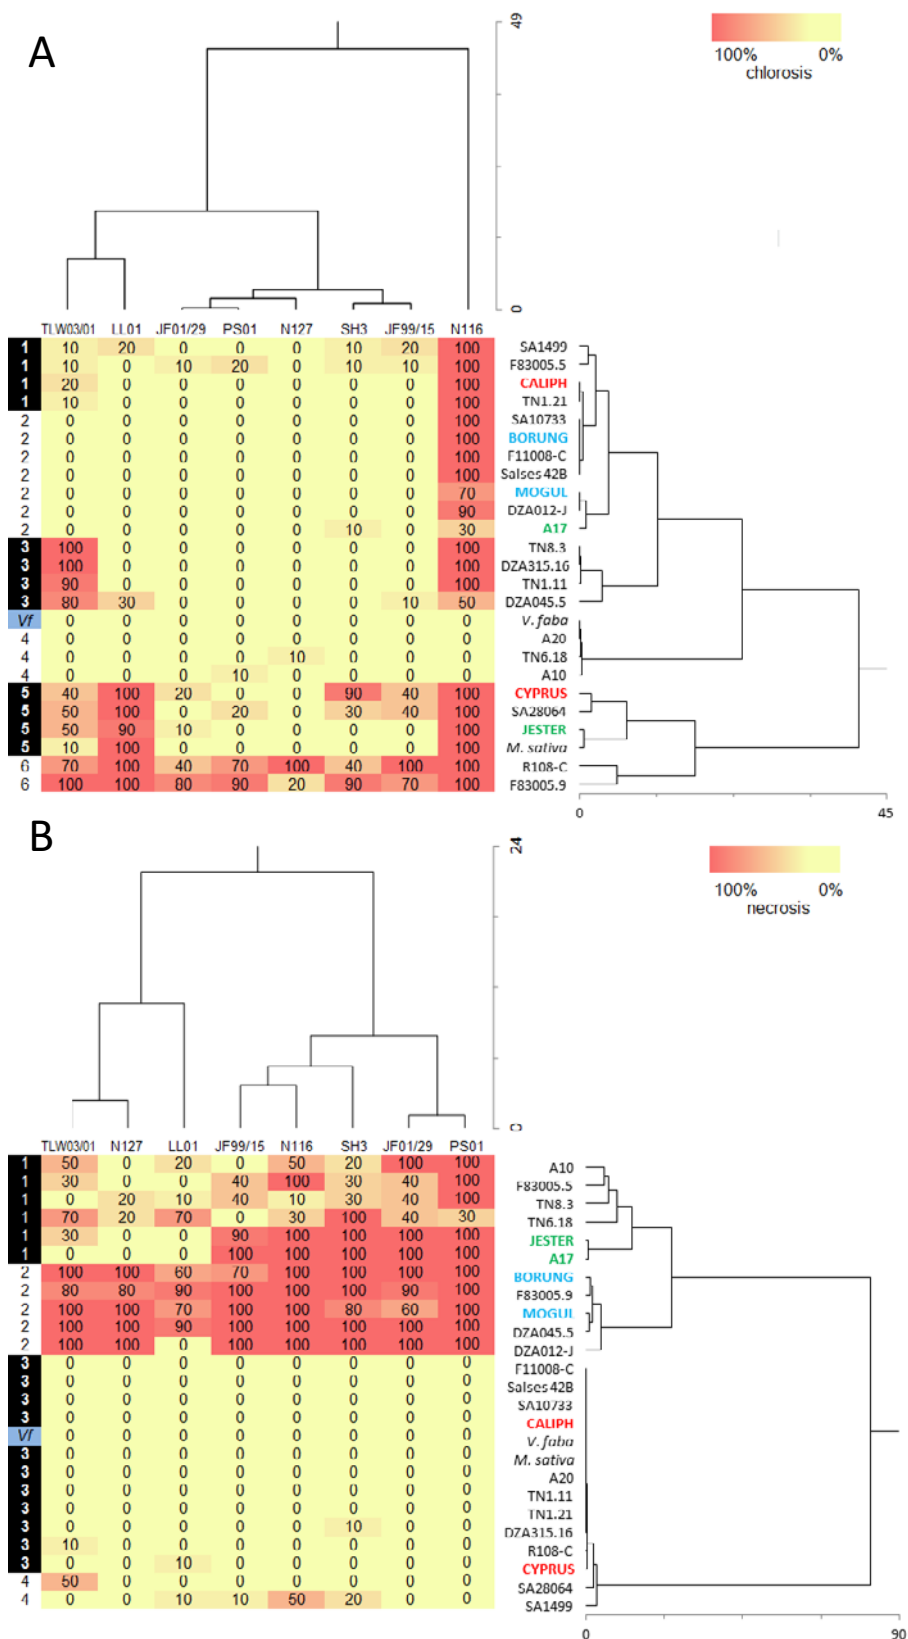 A
49
0
100% 0%
chlorosis
TLW03/01 LL01 JF01/29 PS01 N127 SH3 JF99/15 N116
1 10 20 0 0 0 10 20 100 SA1499
1 10 0 10 20 0 10 10 100 F83005.5
1 20 0 0 0 0 0 0 100 CALIPH
1 10 0 0 0 0 0 0 100 TN1.21
2 0 0 0 0 0 0 0 100 SA10733
2 0 0 0 0 0 0 0 100 BORUNG
2 0 0 0 0 0 0 0 100 F11008-C
2 0 0 0 0 0 0 0 100 Salses 42B
2 0 0 0 0 0 0 0 70 MOGUL
2 0 0 0 0 0 0 0 90 DZA012-J
2 0 0 0 0 0 10 0 30 A17
3 100 0 0 0 0 0 0 100 TN8.3
3 100 0 0 0 0 0 0 100 DZA315.16
3 90 0 0 0 0 0 0 100 TN1.11
3 80 30 0 0 0 0 10 50 DZA045.5
Vf 0 0 0 0 0 0 0 0 V. faba
4 0 0 0 0 0 0 0 0 A20
4 0 0 0 0 10 0 0 0 TN6.18
4 0 0 0 10 0 0 0 0 A10
5 40 100 20 0 0 90 40 100 CYPRUS
5 50 100 0 20 0 30 40 100 SA28064
5 50 90 10 0 0 0 0 100 JESTER
5 10 100 0 0 0 0 0 100 M. sativa
6 70 100 40 70 100 40 100 100 R108-C
6 100 100 80 90 20 90 70 100 F83005.9
0 45
B
24
0
100% 0%
necrosis
TLW03/01 N127 LL01 JF99/15 N116 SH3 JF01/29 PS01
1 50 0 20 0 50 20 100 100 A10
1 30 0 0 40 100 30 40 100 F83005.5
1 0 20 10 40 10 30 40 100 TN8.3
1 70 20 70 0 30 100 40 30 TN6.18
1 30 0 0 90 100 100 100 100 JESTER
1 0 0 0 100 100 100 100 100 A17
2 100 100 60 70 100 100 100 100 BORUNG
2 80 80 90 100 100 100 90 100 F83005.9
2 100 100 70 100 100 80 60 100 MOGUL
2 100 100 90 100 100 100 100 100 DZA045.5
2 100 100 0 100 100 100 100 100 DZA012-J
3 0 0 0 0 0 0 0 0 F11008-C
3 0 0 0 0 0 0 0 0 Salses 42B
3 0 0 0 0 0 0 0 0 SA10733
3 0 0 0 0 0 0 0 0 CALIPH
Vf 0 0 0 0 0 0 0 0 V. faba
3 0 0 0 0 0 0 0 0 M. sativa
3 0 0 0 0 0 0 0 0 A20
3 0 0 0 0 0 0 0 0 TN1.11
3 0 0 0 0 0 0 0 0 TN1.21
3 0 0 0 0 0 10 0 0 DZA315.16
3 10 0 0 0 0 0 0 0 R108-C
3 0 0 10 0 0 0 0 0 CYPRUS
4 50 0 0 0 0 0 0 0 SA28064
4 0 0 10 10 50 20 0 0 SA1499
0 90